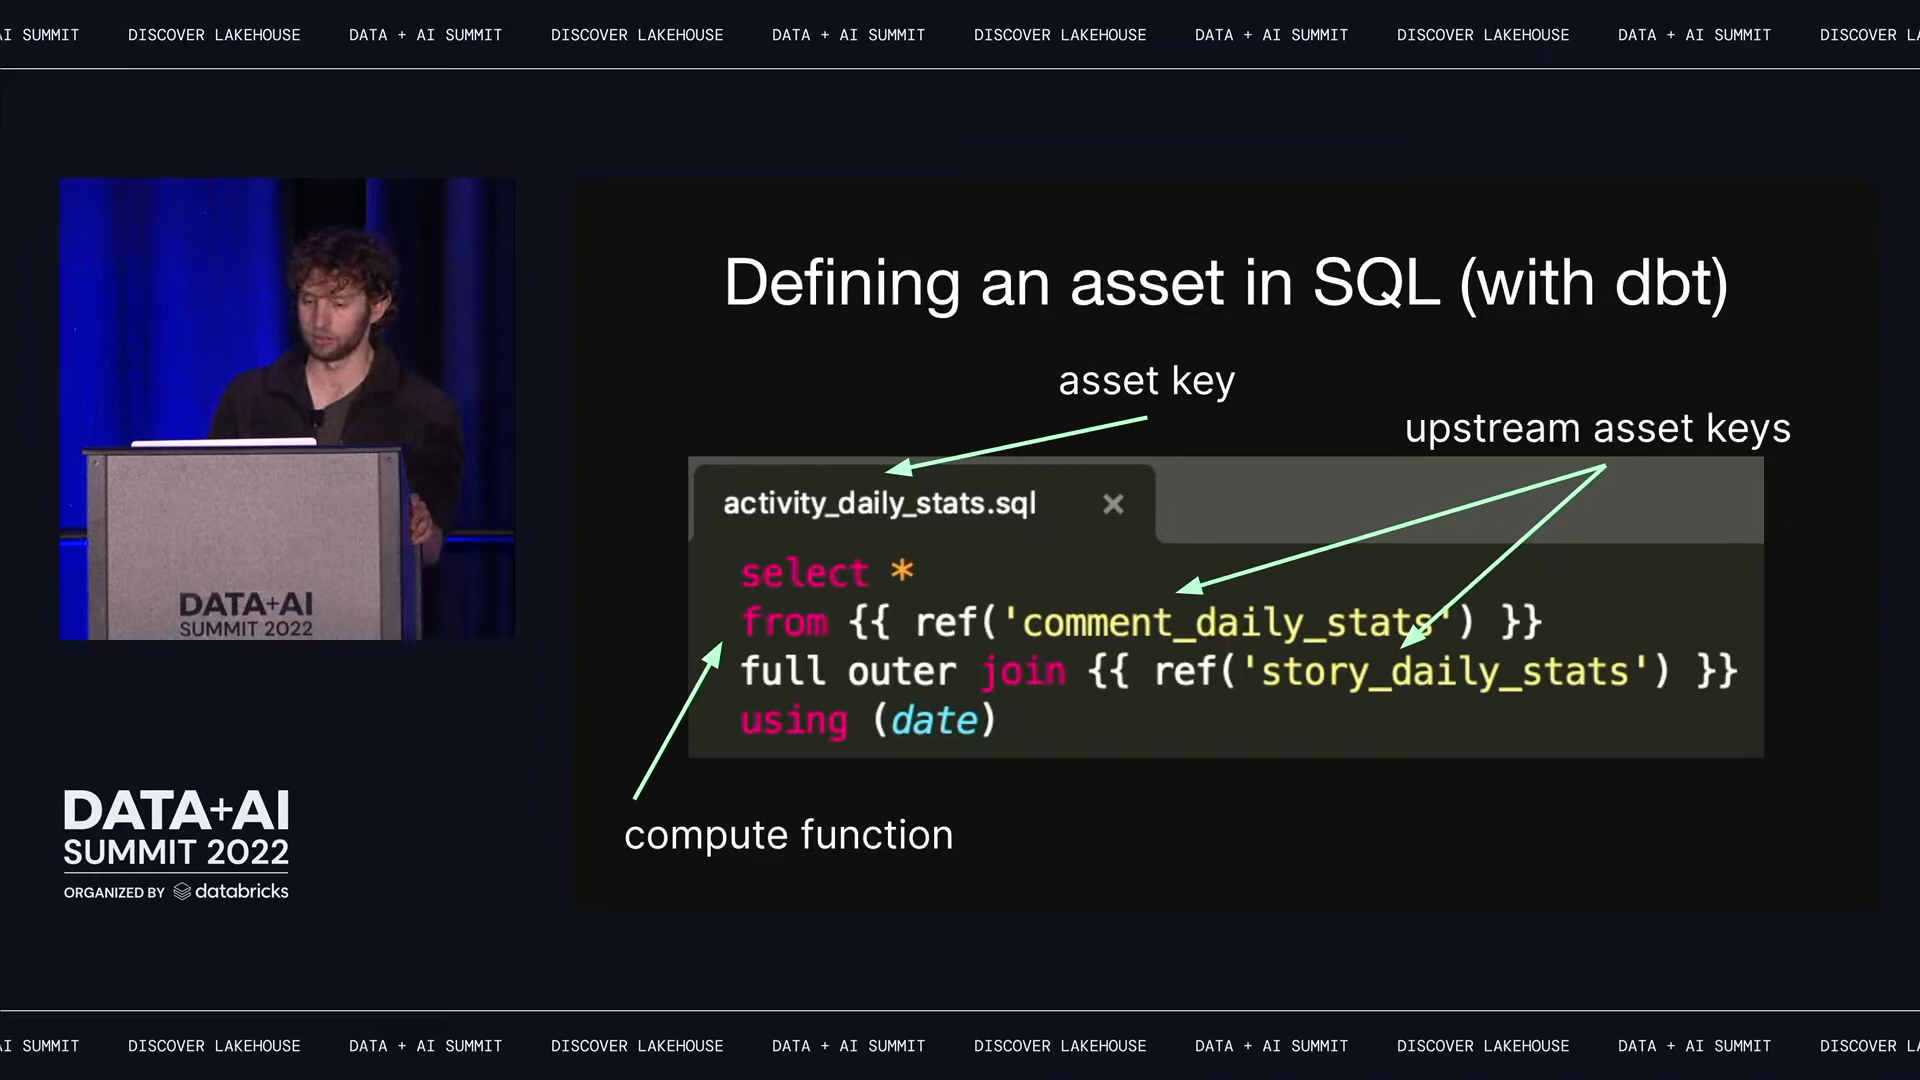 AI SUMMIT DISCOVER LAKEHOUSE DATA + AI SUMMIT DISCOVER LAKEHOUSE DATA + AI SUMMIT DISCOVER LAKEHOUSE DATA + AI SUMMIT DISCOVER LAKEHOUSE DATA + AI SUMMIT DISCOVER LA
DATA+AI
SUMMIT 2022
DATA+AI
SUMMIT 2022
ORGANIZED BY databricks
Defining an asset in SQL (with dbt)
asset key
upstream asset keys
activity_daily_stats.sql ×
select *
from {{ ref('comment_daily_stats') }}
full outer join {{ ref('story_daily_stats') }}
using (date)
compute function
AI SUMMIT DISCOVER LAKEHOUSE DATA + AI SUMMIT DISCOVER LAKEHOUSE DATA + AI SUMMIT DISCOVER LAKEHOUSE DATA + AI SUMMIT DISCOVER LAKEHOUSE DATA + AI SUMMIT DISCOVER LA